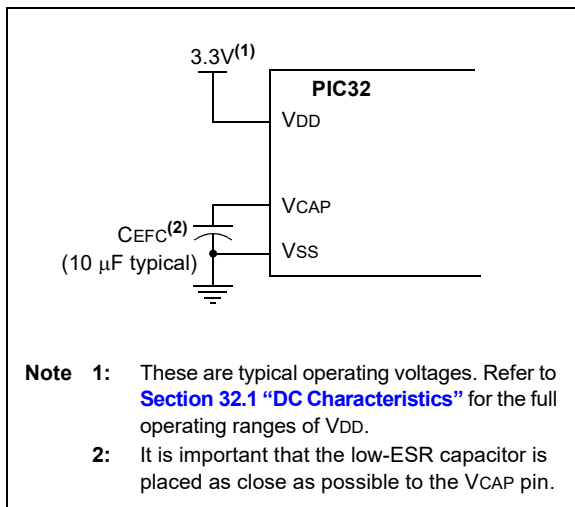 3.3V(1)
PIC32
VDD
VCAP
CEFC(2)
(10 μF typical)
VSS
Note 1: These are typical operating voltages. Refer to
Section 32.1 “DC Characteristics” for the full
operating ranges of VDD.
2: It is important that the low-ESR capacitor is
placed as close as possible to the VCAP pin.